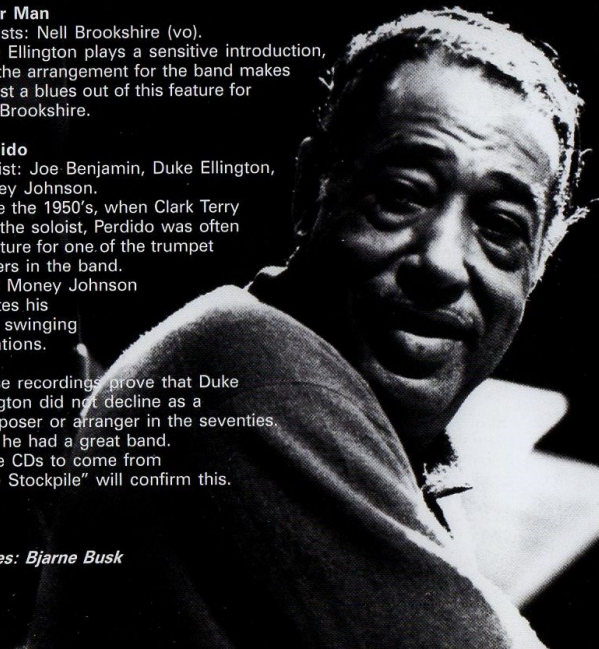 r Man
sts: Nell Brookshire (vo).
Ellington plays a sensitive introduction,
the arrangement for the band makes
st a blues out of this feature for
Brookshire.
ido
ist: Joe Benjamin, Duke Ellington,
ey Johnson.
e the 1950's, when Clark Terry
the soloist, Perdido was often
ture for one of the trumpet
ers in the band.
Money Johnson
tes his
swinging
ations.
se recordings prove that Duke
gton did not decline as a
poser or arranger in the seventies.
he had a great band.
e CDs to come from
Stockpile” will confirm this.
es: Bjarne Busk